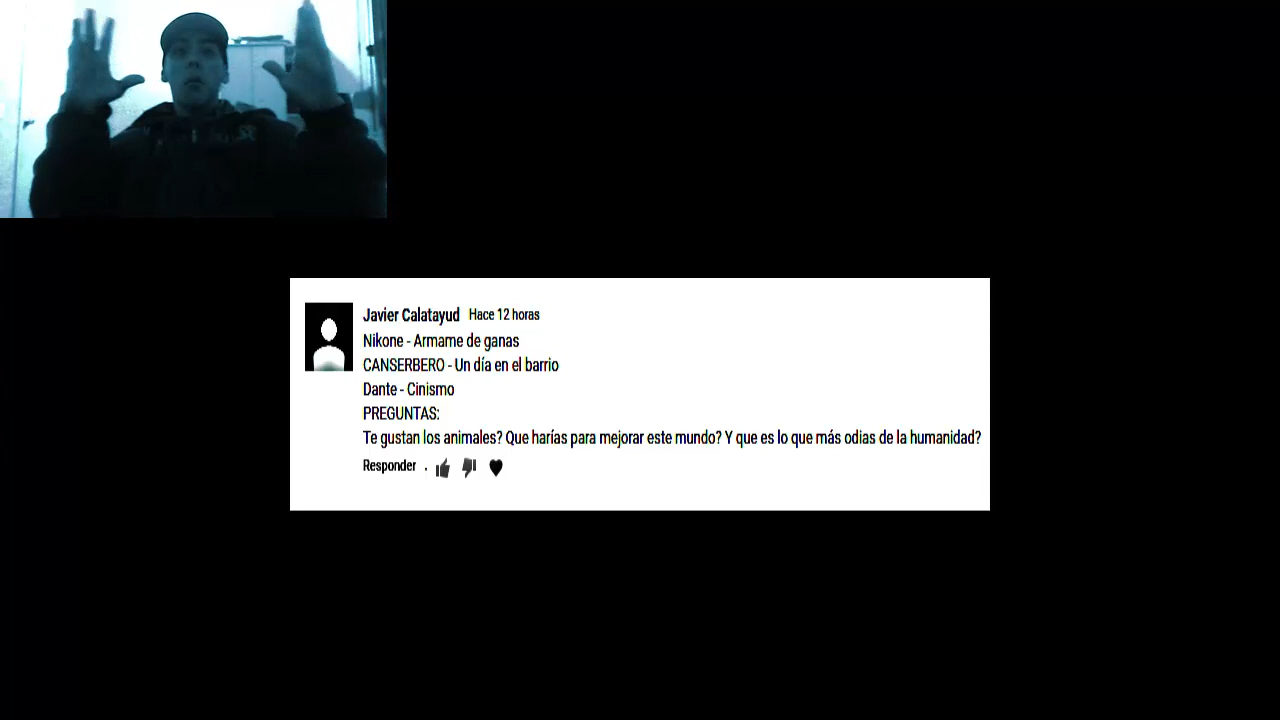 Javier Calatayud Hace 12 horas
Nikone - Armame de ganas
CANSERBERO - Un día en el barrio
Dante - Cinismo
PREGUNTAS:
Te gustan los animales? Que harías para mejorar este mundo? Y que es lo que más odias de la humanidad?
Responder .